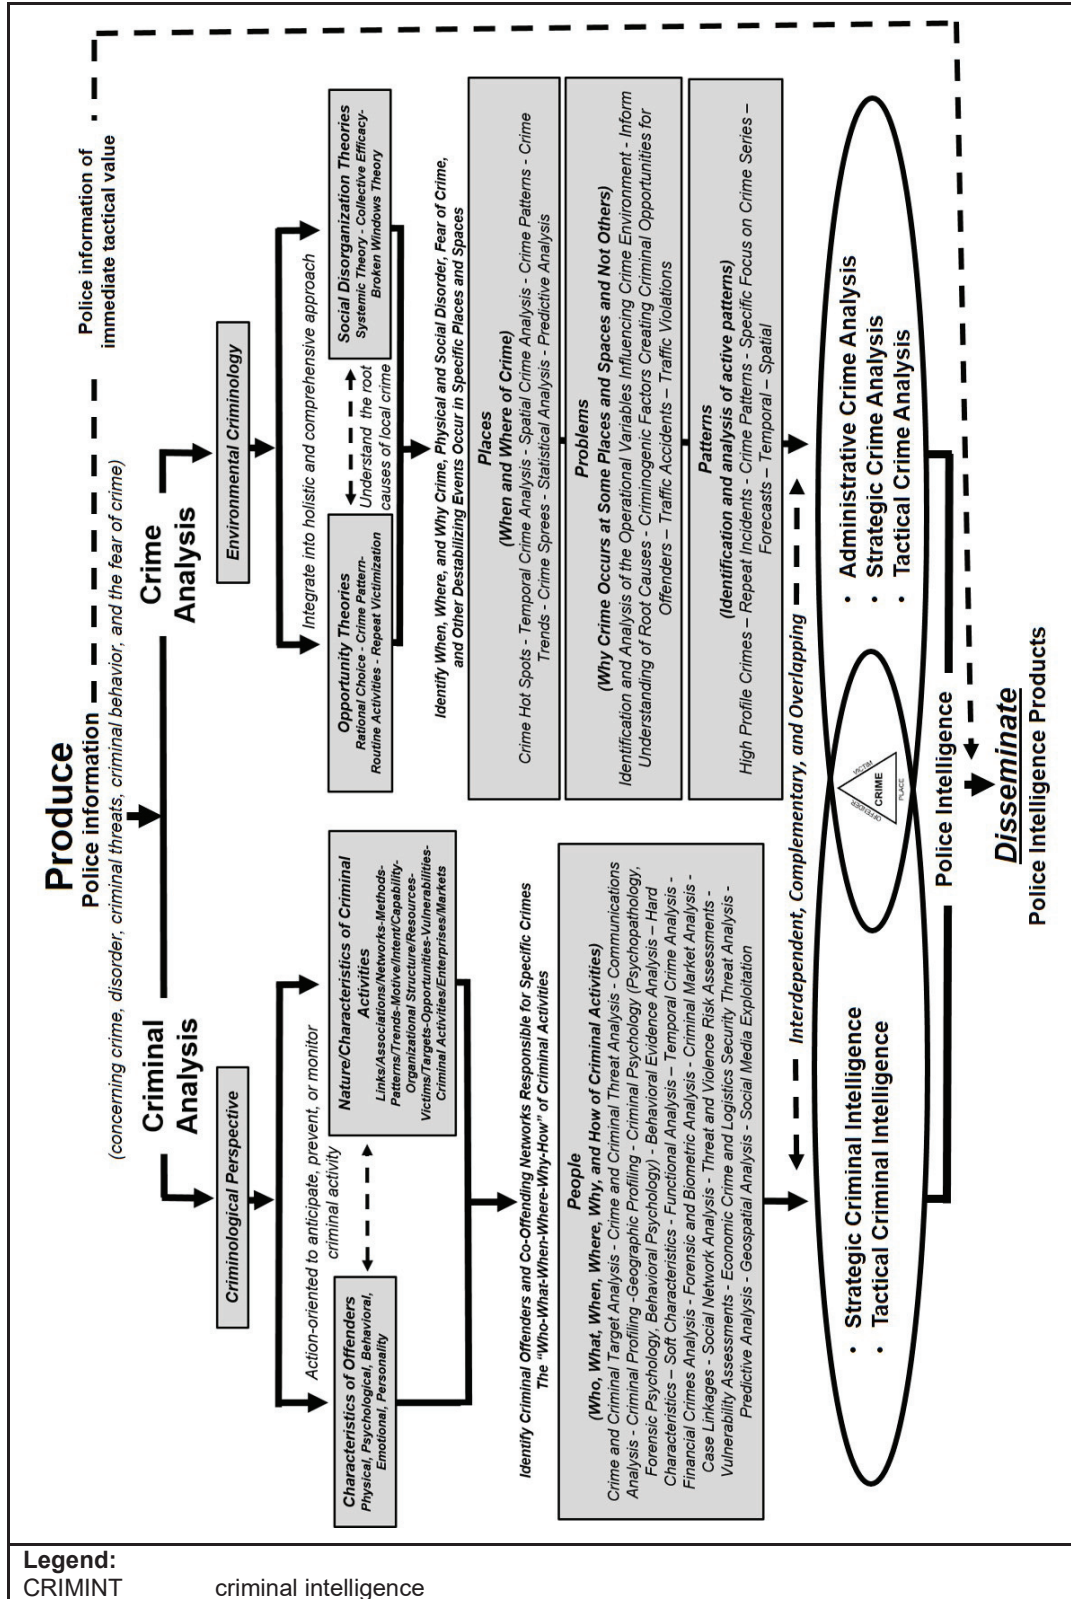 Produce
Police information
(concerning crime, disorder, criminal threats, criminal behavior, and the fear of crime)
Police information of
immediate tactical value
Criminal
Analysis
Crime
Analysis
Criminological Perspective
Action-oriented to anticipate, prevent, or monitor
criminal activity
Characteristics of Offenders
Physical, Psychological, Behavioral,
Emotional, Personality
Nature/Characteristics of Criminal
Activities
Links/Associations/Networks-Methods-
Patterns/Trends-Motive/Intent/Capability-
Organizational Structure/Resources-
Victims/Targets-Opportunities-Vulnerabilities-
Criminal Activities/Enterprises/Markets
Identify Criminal Offenders and Co-Offending Networks Responsible for Specific Crimes
The "Who-What-When-Where-Why-How" of Criminal Activities
People
(Who, What, When, Where, Why, and How of Criminal Activities)
Crime and Criminal Target Analysis - Crime and Criminal Threat Analysis - Communications
Analysis - Criminal Profiling -Geographic Profiling - Criminal Psychology (Psychopathology,
Forensic Psychology, Behavioral Psychology) - Behavioral Evidence Analysis – Hard
Characteristics – Soft Characteristics - Functional Analysis – Temporal Crime Analysis -
Financial Crimes Analysis - Forensic and Biometric Analysis - Criminal Market Analysis -
Case Linkages - Social Network Analysis - Threat and Violence Risk Assessments -
Vulnerability Assessments - Economic Crime and Logistics Security Threat Analysis -
Predictive Analysis - Geospatial Analysis - Social Media Exploitation
Environmental Criminology
Integrate into holistic and comprehensive approach
Opportunity Theories
Rational Choice - Crime Pattern-
Routine Activities - Repeat Victimization
Understand the root
causes of local crime
Social Disorganization Theories
Systemic Theory - Collective Efficacy-
Broken Windows Theory
Identify When, Where, and Why Crime, Physical and Social Disorder, Fear of Crime,
and Other Destabilizing Events Occur in Specific Places and Spaces
Places
(When and Where of Crime)
Crime Hot Spots - Temporal Crime Analysis - Spatial Crime Analysis - Crime Patterns - Crime
Trends - Crime Sprees - Statistical Analysis - Predictive Analysis
Problems
(Why Crime Occurs at Some Places and Spaces and Not Others)
Identification and Analysis of the Operational Variables Influencing Crime Environment - Inform
Understanding of Root Causes - Criminogenic Factors Creating Criminal Opportunities for
Offenders – Traffic Accidents – Traffic Violations
Patterns
(Identification and analysis of active patterns)
High Profile Crimes – Repeat Incidents - Crime Patterns - Specific Focus on Crime Series –
Forecasts – Temporal – Spatial
Interdependent, Complementary, and Overlapping
• Strategic Criminal Intelligence
• Tactical Criminal Intelligence
OFFENDER
VICTIM
CRIME
PLACE
• Administrative Crime Analysis
• Strategic Crime Analysis
• Tactical Crime Analysis
Police Intelligence
Disseminate
Police Intelligence Products
Legend:
CRIMINT criminal intelligence